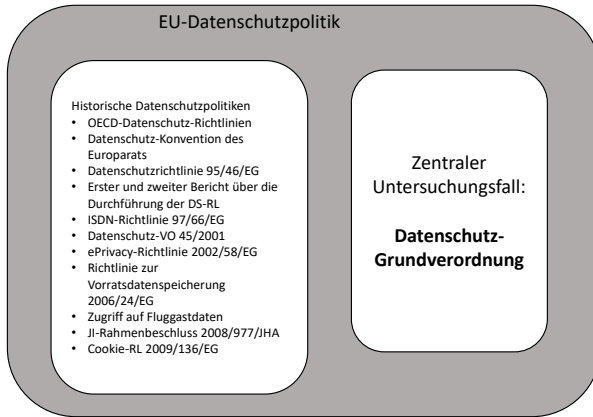 EU-Datenschutzpolitik
Historische Datenschutzpolitiken
• OECD-Datenschutz-Richtlinien
• Datenschutz-Konvention des
Europarats
• Datenschutzrichtlinie 95/46/EG
• Erster und zweiter Bericht über die
Durchführung der DS-RL
• ISDN-Richtlinie 97/66/EG
• Datenschutz-VO 45/2001
• ePrivacy-Richtlinie 2002/58/EG
• Richtlinie zur
Vorratsdatenspeicherung
2006/24/EG
• Zugriff auf Fluggastdaten
• JI-Rahmenbeschluss 2008/977/JHA
• Cookie-RL 2009/136/EG
Zentraler
Untersuchungsfall:
Datenschutz-
Grundverordnung